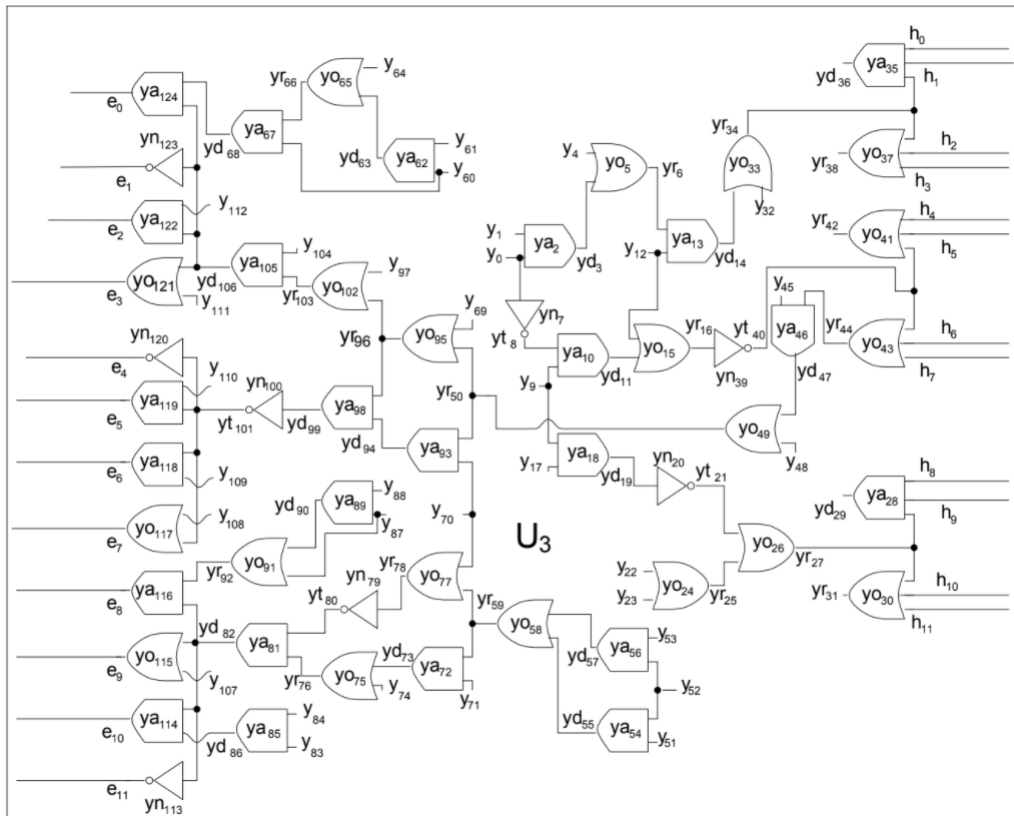 h₀
yo₆₅
y₆₄
ya₃₅
yr₆₆
yd₃₆
h₁
ya₁₂₄
e₀
ya₆₇
y₆₁
yn₁₂₃
yd₆₈
yd₆₃
ya₆₂
y₆₀
yr₃₄
yo₃₃
h₂
y₄
yo₅
yr₆
yr₃₈
yo₃₇
h₃
e₁
y₃₂
y₁₁₂
ya₁₂₂
e₂
h₄
yr₄₂
yo₄₁
h₅
y₁
ya₂
y₀
yd₃
y₁₂
ya₁₃
yd₁₄
y₁₀₄
ya₁₀₅
y₉₇
yo₁₂₁
yd₁₀₆
yo₁₀₂
yr₁₀₃
e₃
y₁₁₁
y₄₅
yn₇
yt₈
yr₁₆
yt₄₀
yr₄₄
h₆
y₆₉
yo₉₅
yr₉₆
yo₁₅
ya₄₆
yo₄₃
h₇
yn₁₂₀
e₄
ya₁₀
yd₁₁
yn₃₉
yd₄₇
y₁₁₀
yn₁₀₀
y₉
yr₅₀
ya₁₁₉
e₅
yt₁₀₁
yd₉₉
ya₉₈
yd₉₄
ya₉₃
yo₄₉
ya₁₈
y₁₇
yd₁₉
yn₂₀
yt₂₁
y₄₈
ya₁₁₈
e₆
y₁₀₉
yd₉₀
ya₈₉
y₈₈
y₈₇
h₈
ya₂₈
yd₂₉
h₉
y₁₀₈
yo₁₁₇
e₇
y₇₀
U₃
yo₂₆
yr₂₇
yr₉₂
yo₉₁
yn₇₉
yr₇₈
yo₇₇
y₂₂
y₂₃
yo₂₄
yr₂₅
ya₁₁₆
e₈
yt₈₀
yr₅₉
yr₃₁
yo₃₀
h₁₀
h₁₁
yd₈₂
ya₈₁
yo₅₈
ya₅₆
y₅₃
yd₅₇
yo₁₁₅
e₉
yr₇₆
yo₇₅
yd₇₃
ya₇₂
y₇₄
y₇₁
y₁₀₇
y₅₂
ya₁₁₄
e₁₀
yd₈₆
ya₈₅
y₈₄
y₈₃
yd₅₅
ya₅₄
y₅₁
e₁₁
yn₁₁₃